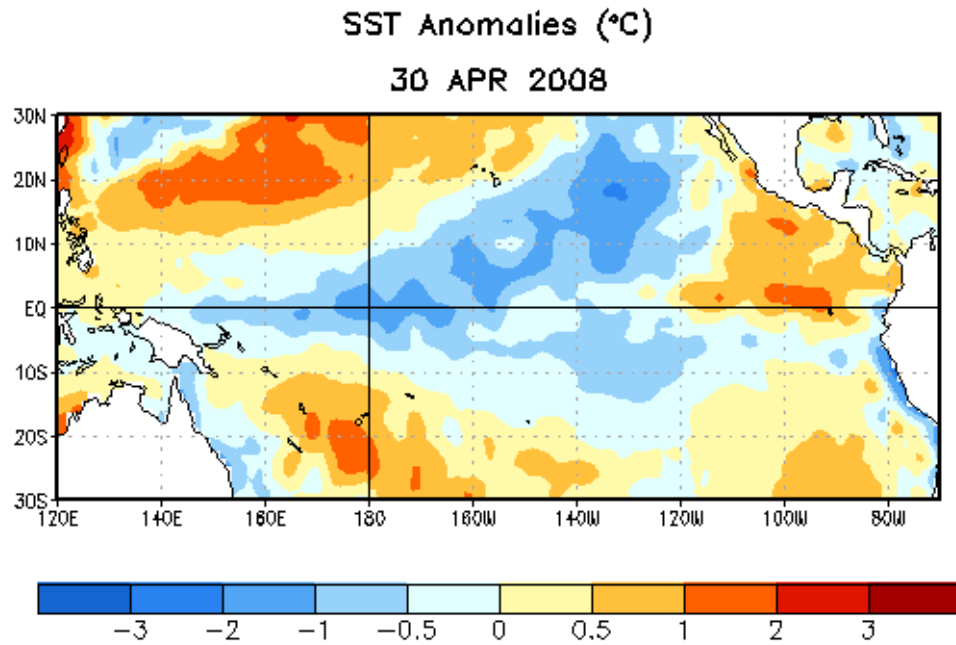 SST Anomalies (°C)
30 APR 2008
30N
20N
10N
EQ
10S
20S
30S
120E 140E 160E 180 160W 140W 120W 100W 80W
-3 -2 -1 -0.5 0 0.5 1 2 3